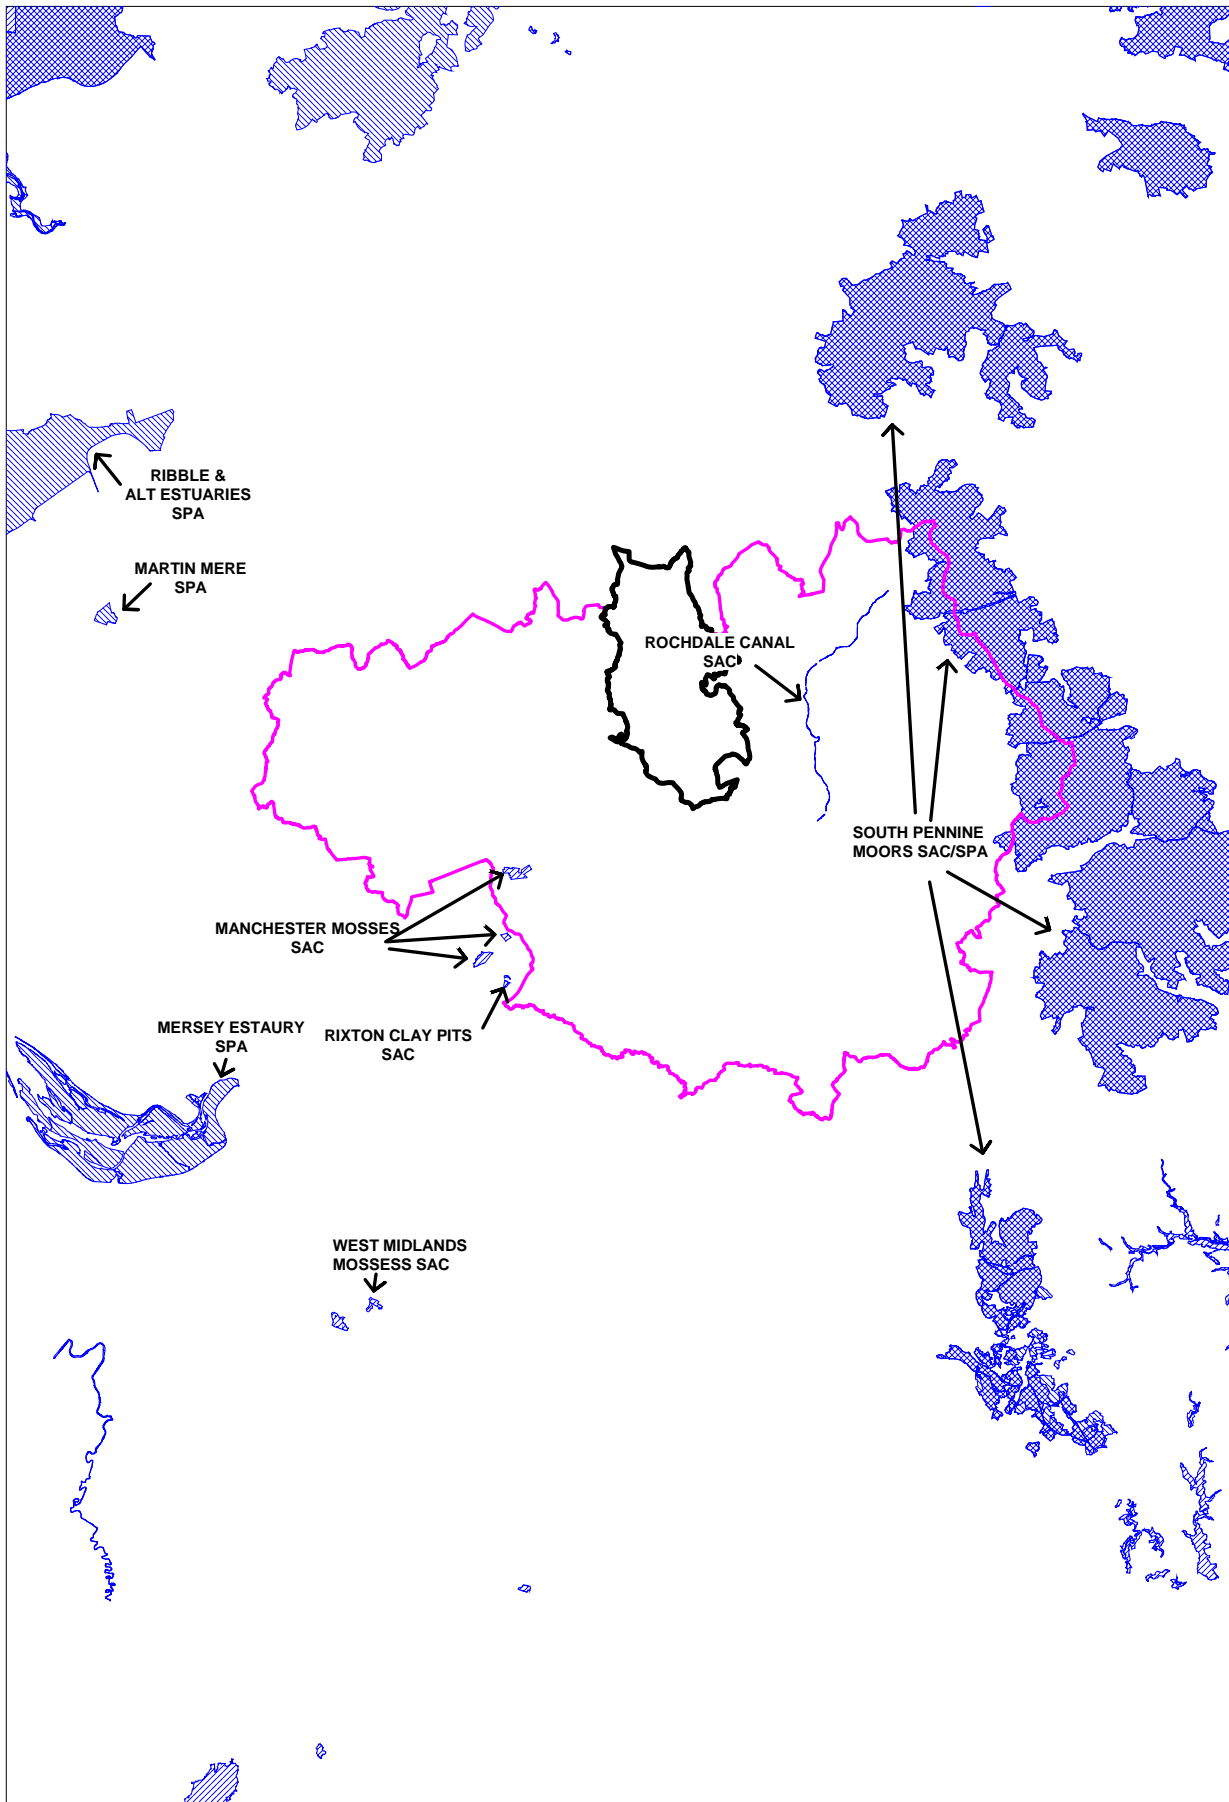 RIBBLE &
ALT ESTUARIES
SPA
MARTIN MERE
SPA
ROCHDALE CANAL
SAC
SOUTH PENNINE
MOORS SAC/SPA
MANCHESTER MOSSES
SAC
MERSEY ESTAURY
SPA
RIXTON CLAY PITS
SAC
WEST MIDLANDS
MOSSESS SAC